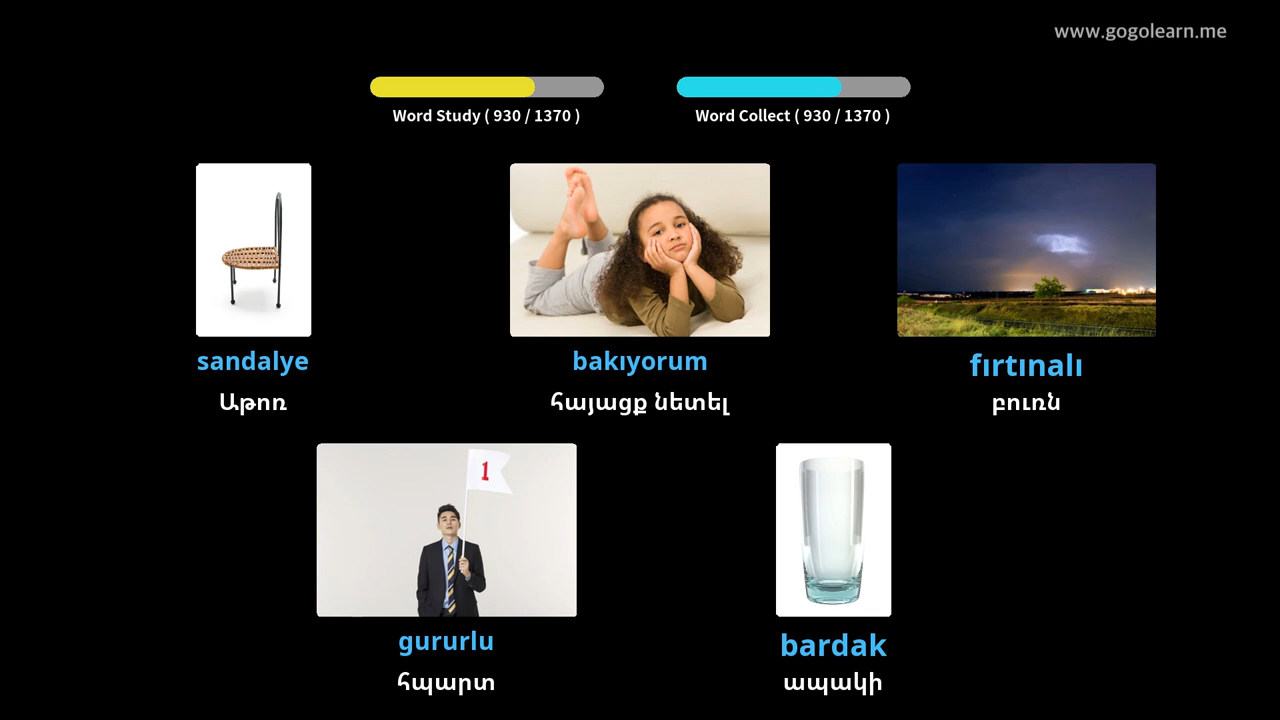 www.gogolearn.me
Word Study ( 930 / 1370 )
Word Collect ( 930 / 1370 )
sandalye
Աթոռ
bakıyorum
հայացք նետել
fırtınalı
բուռն
1
gururlu
հպարտ
bardak
ապակի